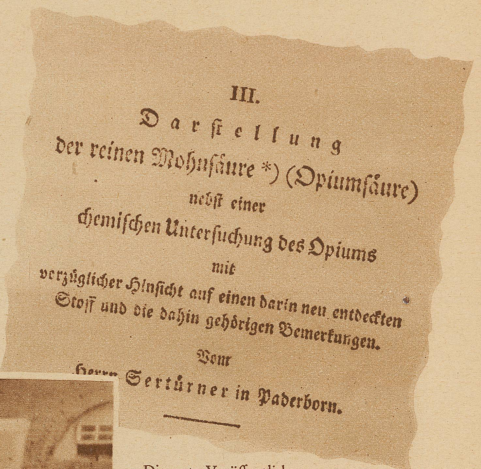 III.
Darstellung
der reinen Mohnsäure *) (Opiumsäure)
nebst einer
chemischen Untersuchung des Opiums
mit
vorzüglicher Hinsicht auf einen darin neu entdeckten
Stoff und die dahin gehörigen Bemerkungen.
Vom
Herrn Sertürner in Paderborn.